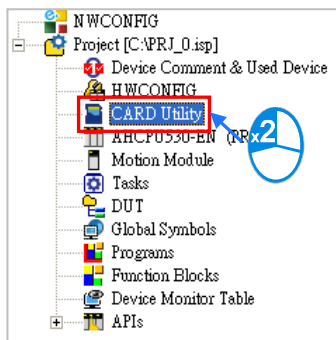 NWCONFIG
Project [C:\PRJ_0.isp]
Device Comment & Used Device
HWCONFIG
CARD Utility
x2
AHCPU530-EN (PR
Motion Module
Tasks
DUT
Global Symbols
Programs
Function Blocks
Device Monitor Table
APIs